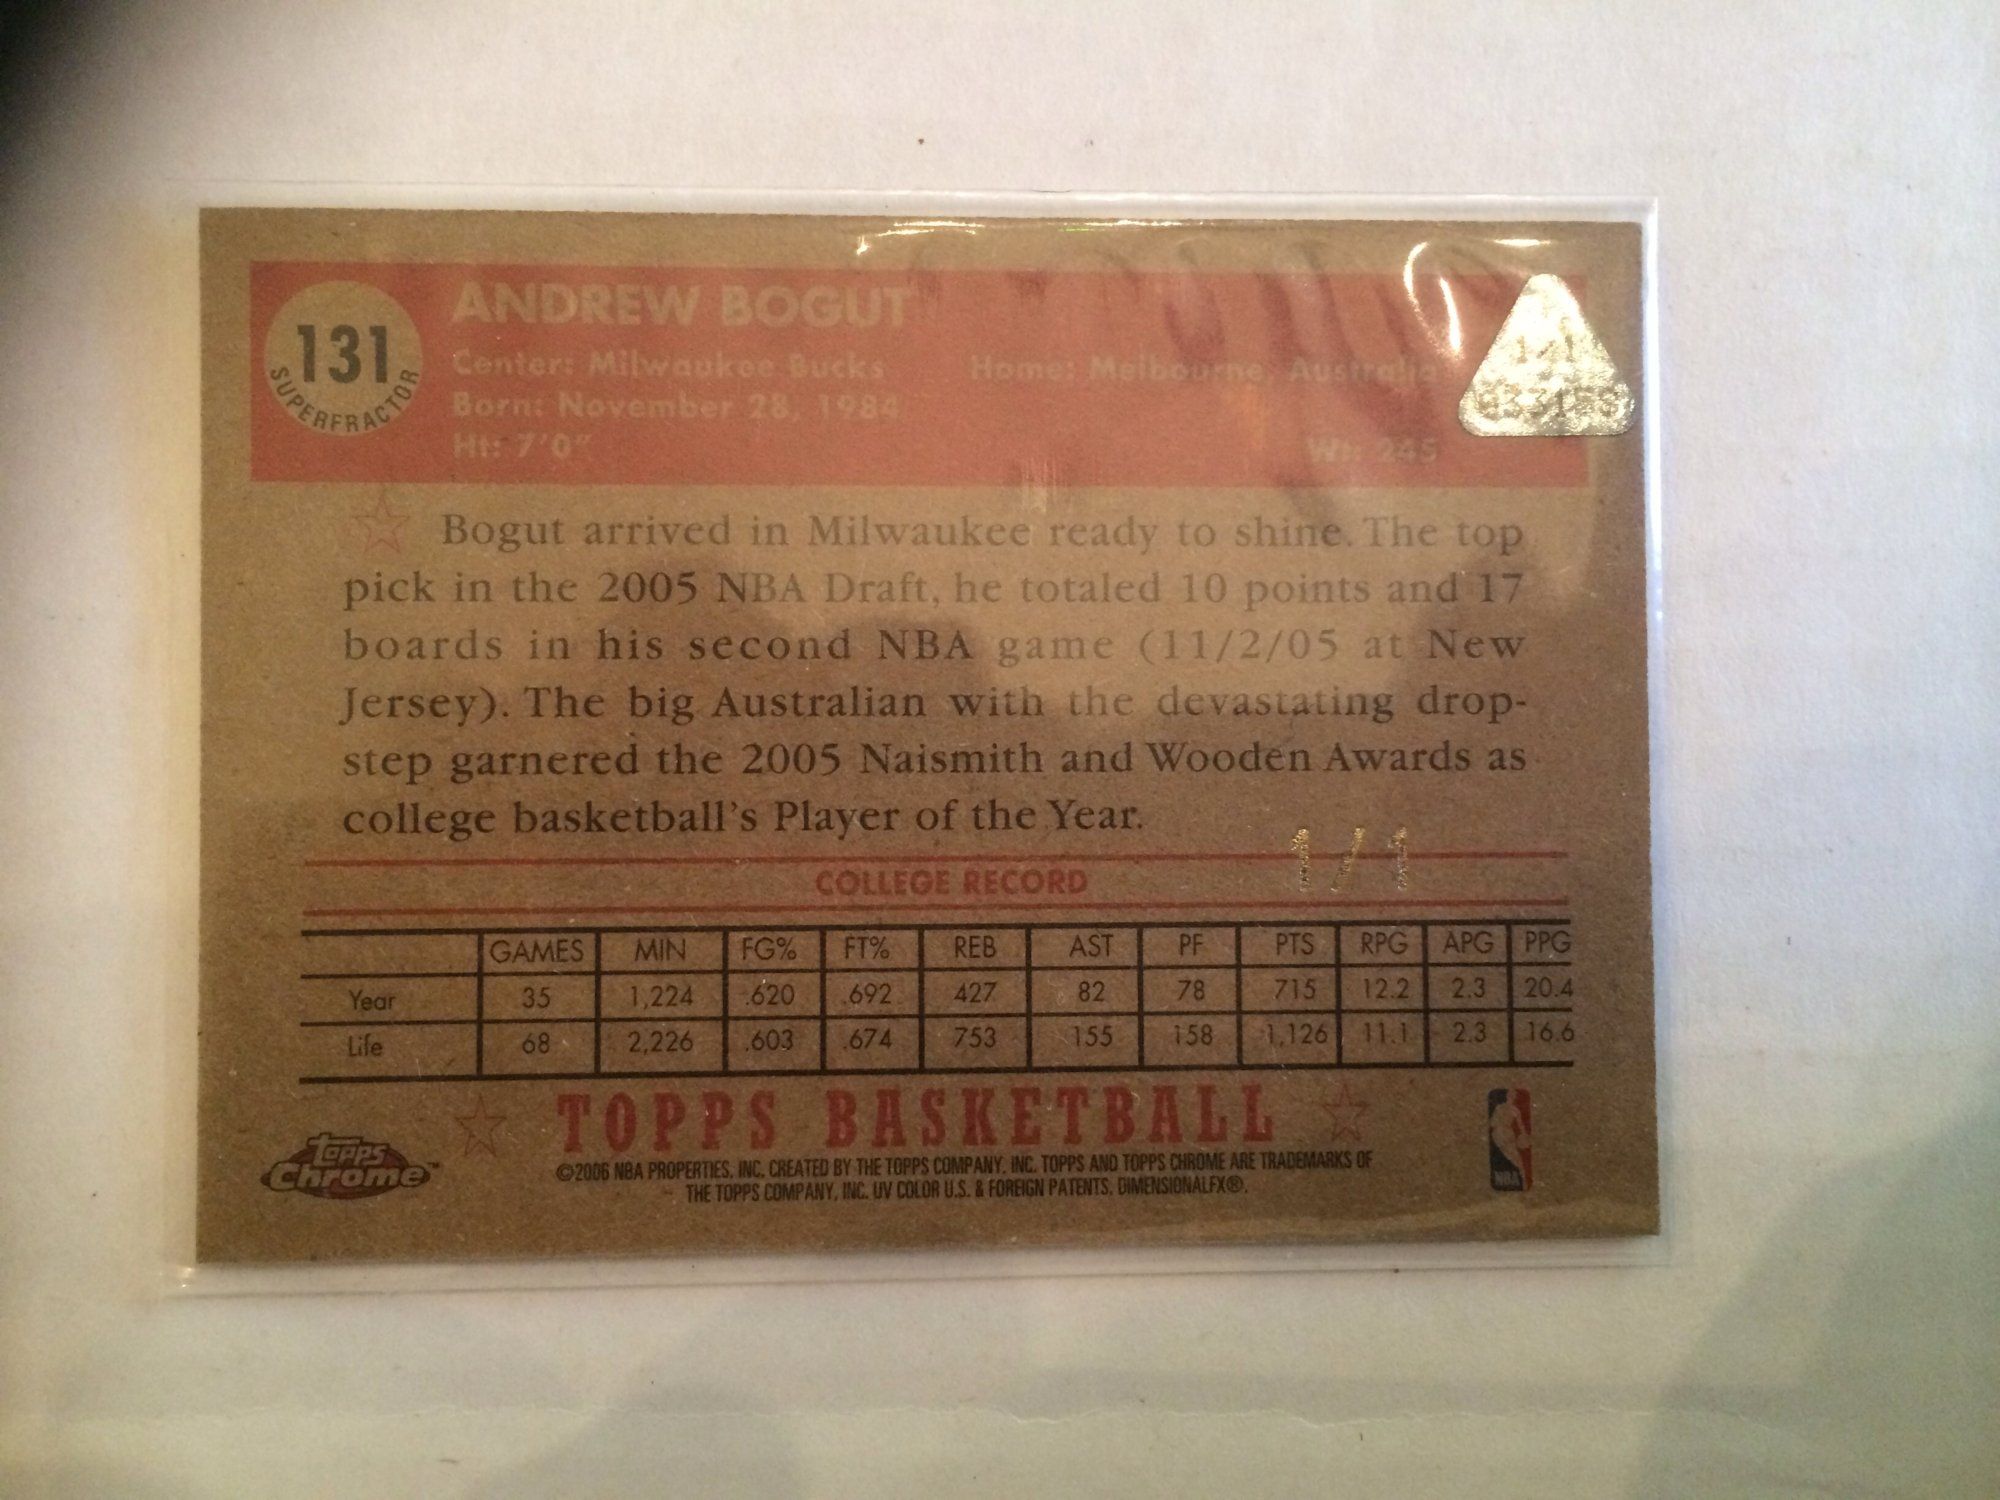 131
SUPERFRACTOR
ANDREW BOGUT
Center: Milwaukee Bucks Home: Melbourne, Australia
Born: November 28, 1984
Ht: 7'0" Wt: 245
Bogut arrived in Milwaukee ready to shine. The top
pick in the 2005 NBA Draft, he totaled 10 points and 17
boards in his second NBA game (11/2/05 at New
Jersey). The big Australian with the devastating drop-
step garnered the 2005 Naismith and Wooden Awards as
college basketball's Player of the Year.
1/1
COLLEGE RECORD
GAMES MIN FG% FT% REB AST PF PTS RPG APG PPG
Year 35 1,224 .620 .692 427 82 78 715 12.2 2.3 20.4
Life 68 2,226 .603 .674 753 155 158 1,126 11.1 2.3 16.6
TOPPS BASKETBALL
topps Chrome™
©2006 NBA PROPERTIES, INC. CREATED BY THE TOPPS COMPANY, INC. TOPPS AND TOPPS CHROME ARE TRADEMARKS OF
THE TOPPS COMPANY, INC. UV COLOR U.S. & FOREIGN PATENTS. DIMENSIONALFX®.
NBA